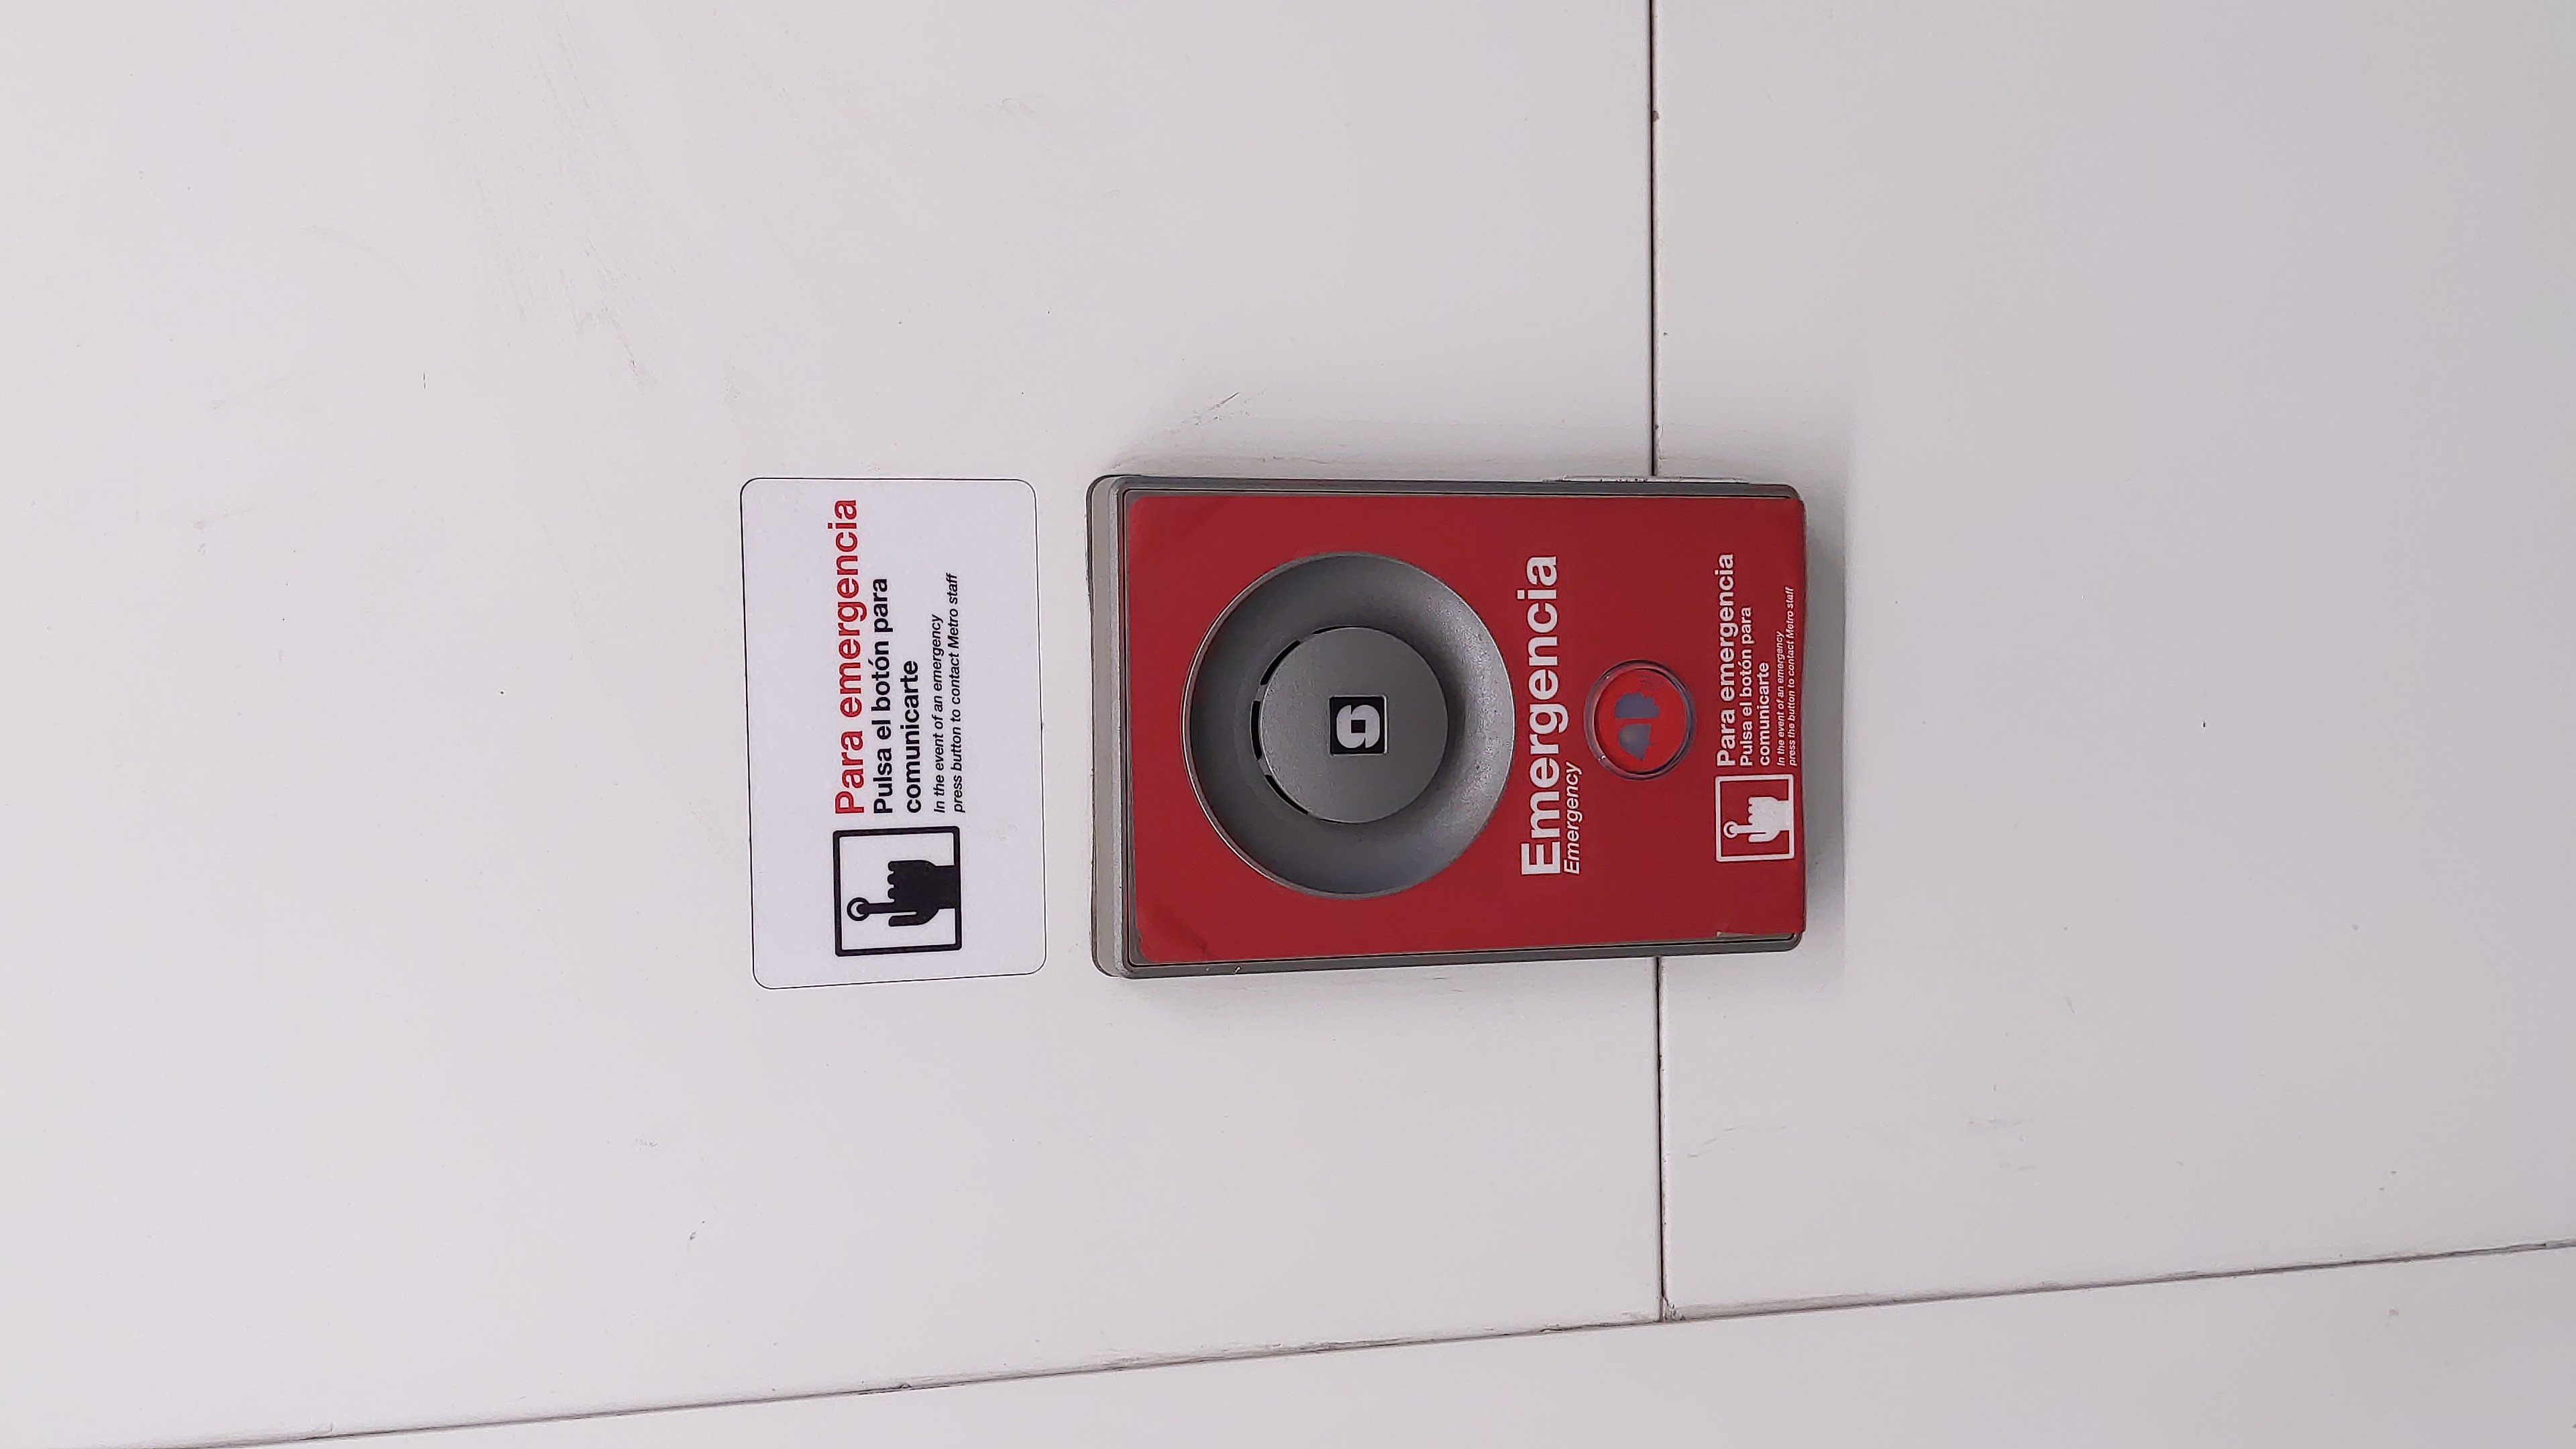 Para emergencia
Pulsa el botón para
comunicarte
In the event of an emergency
press button to contact Metro staff
S
Emergencia
Emergency
Para emergencia
Pulsa el botón para
comunicarte
In the event of an emergency
press the button to contact Metro staff